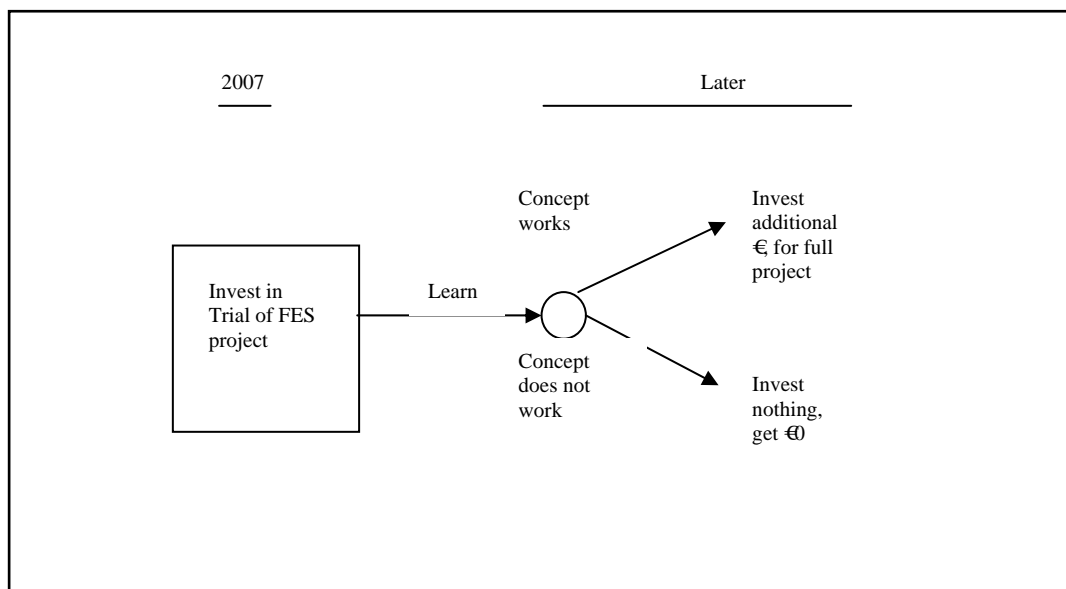 2007
Later
Concept
works
Invest
additional
€, for full
project
Invest in
Trial of FES
project
Learn
Concept
does not
work
Invest
nothing,
get €0